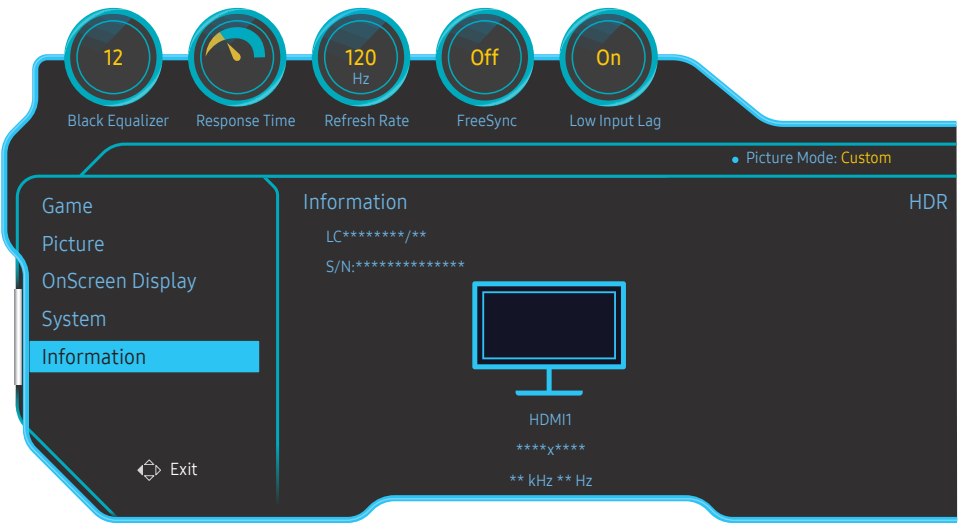 12
120
Hz
Off
On
Black Equalizer
Response Time
Refresh Rate
FreeSync
Low Input Lag
• Picture Mode: Custom
Game
Picture
OnScreen Display
System
Information
Exit
Information
HDR
LC********/**
S/N:**************
HDMI1
****x****
** kHz ** Hz